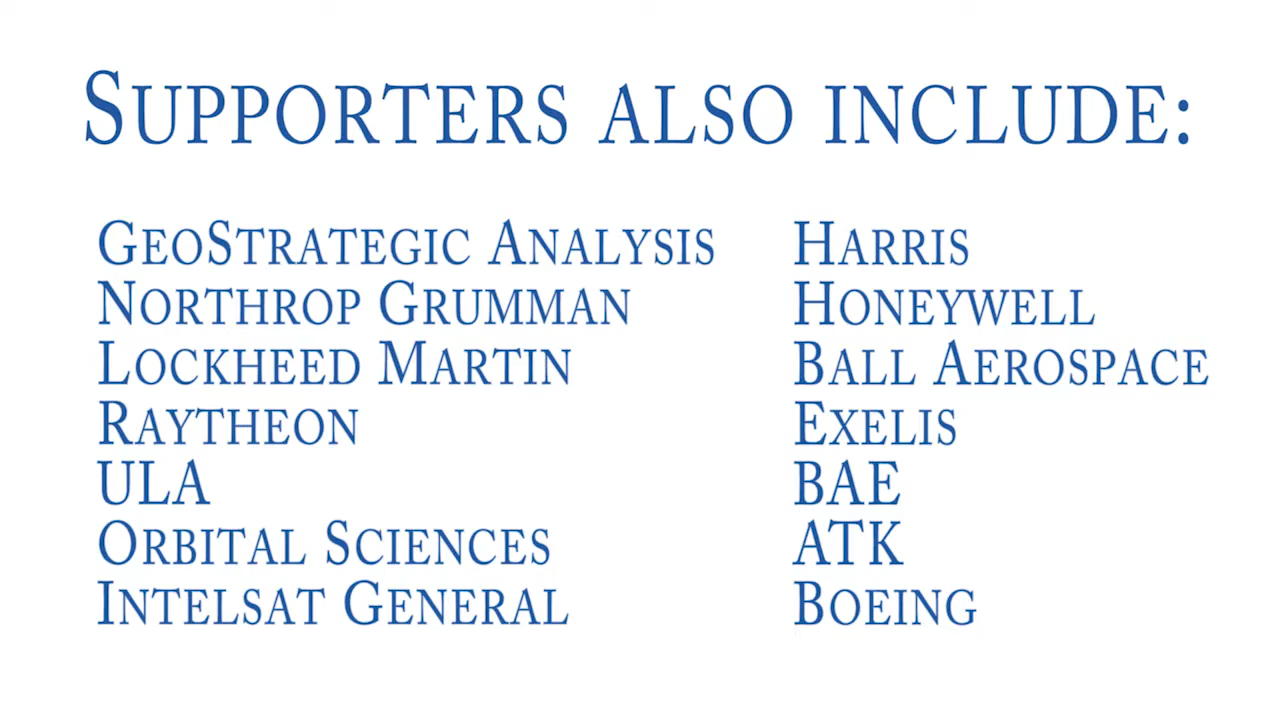 Supporters also include:
GeoStrategic Analysis
Northrop Grumman
Lockheed Martin
Raytheon
ULA
Orbital Sciences
Intelsat General
Harris
Honeywell
Ball Aerospace
Exelis
BAE
ATK
Boeing